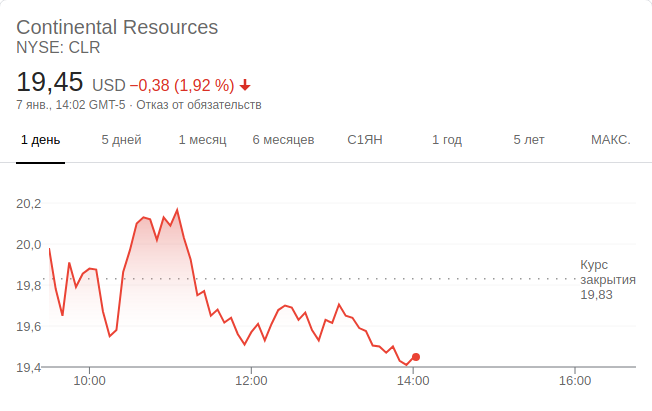 Continental Resources
NYSE: CLR
19,45 USD −0,38 (1,92 %)
7 янв., 14:02 GMT-5 · Отказ от обязательств
1 день 5 дней 1 месяц 6 месяцев С1ЯН 1 год 5 лет МАКС.
20,2
20,0
19,8
19,6
19,4
Курс
закрытия
19,83
10:00 12:00 14:00 16:00